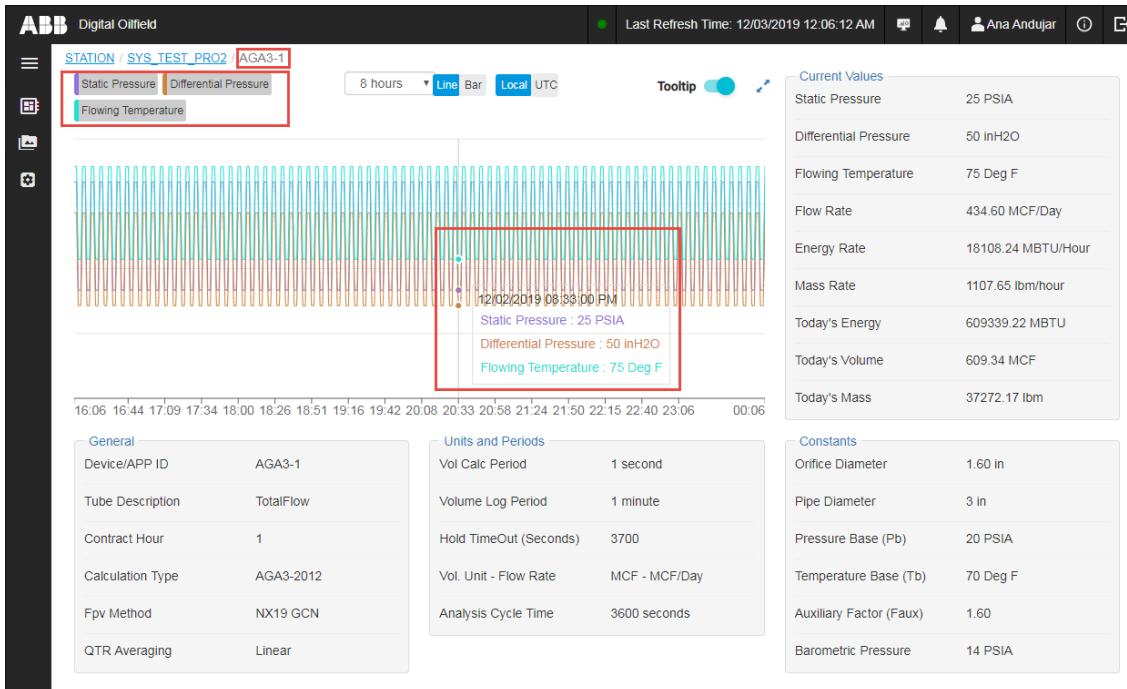 ABB Digital Oilfield
Last Refresh Time: 12/03/2019 12:06:12 AM
Ana Andujar
STATION / SYS_TEST_PRO2 / AGA3-1
Static Pressure Differential Pressure
Flowing Temperature
8 hours Line Bar Local UTC
Tooltip
12/02/2019 08:33:00 PM
Static Pressure : 25 PSIA
Differential Pressure : 50 inH2O
Flowing Temperature : 75 Deg F
16:06 16:44 17:09 17:34 18:00 18:26 18:51 19:16 19:42 20:08 20:33 20:58 21:24 21:50 22:15 22:40 23:06 00:06
Current Values
Static Pressure 25 PSIA
Differential Pressure 50 inH2O
Flowing Temperature 75 Deg F
Flow Rate 434.60 MCF/Day
Energy Rate 18108.24 MBTU/Hour
Mass Rate 1107.65 lbm/hour
Today's Energy 609339.22 MBTU
Today's Volume 609.34 MCF
Today's Mass 37272.17 lbm
General
Device/APP ID AGA3-1
Tube Description TotalFlow
Contract Hour 1
Calculation Type AGA3-2012
Fpv Method NX19 GCN
QTR Averaging Linear
Units and Periods
Vol Calc Period 1 second
Volume Log Period 1 minute
Hold TimeOut (Seconds) 3700
Vol. Unit - Flow Rate MCF - MCF/Day
Analysis Cycle Time 3600 seconds
Constants
Orifice Diameter 1.60 in
Pipe Diameter 3 in
Pressure Base (Pb) 20 PSIA
Temperature Base (Tb) 70 Deg F
Auxiliary Factor (Faux) 1.60
Barometric Pressure 14 PSIA